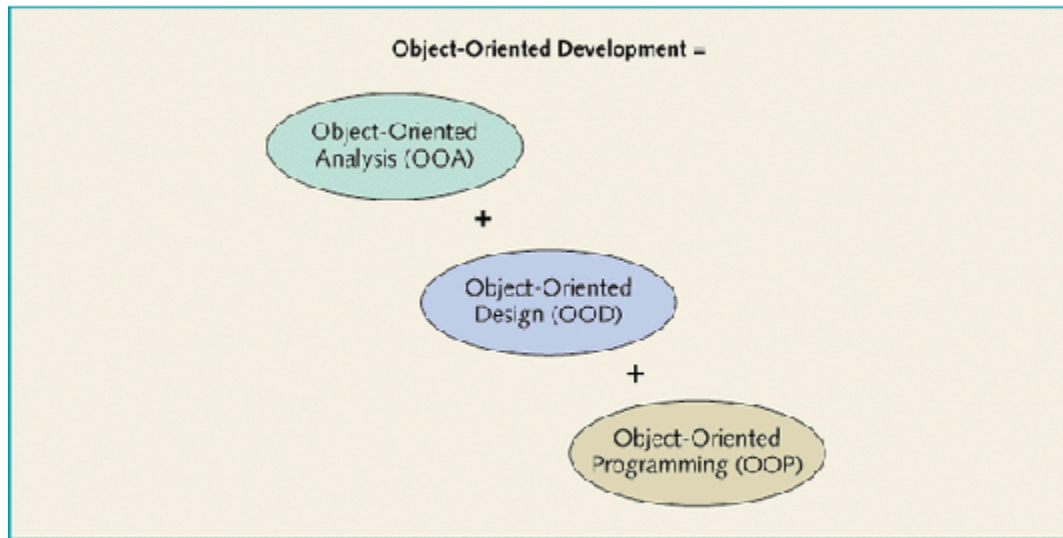 Object-Oriented Development =
Object-Oriented
Analysis (OOA)
+
Object-Oriented
Design (OOD)
+
Object-Oriented
Programming (OOP)